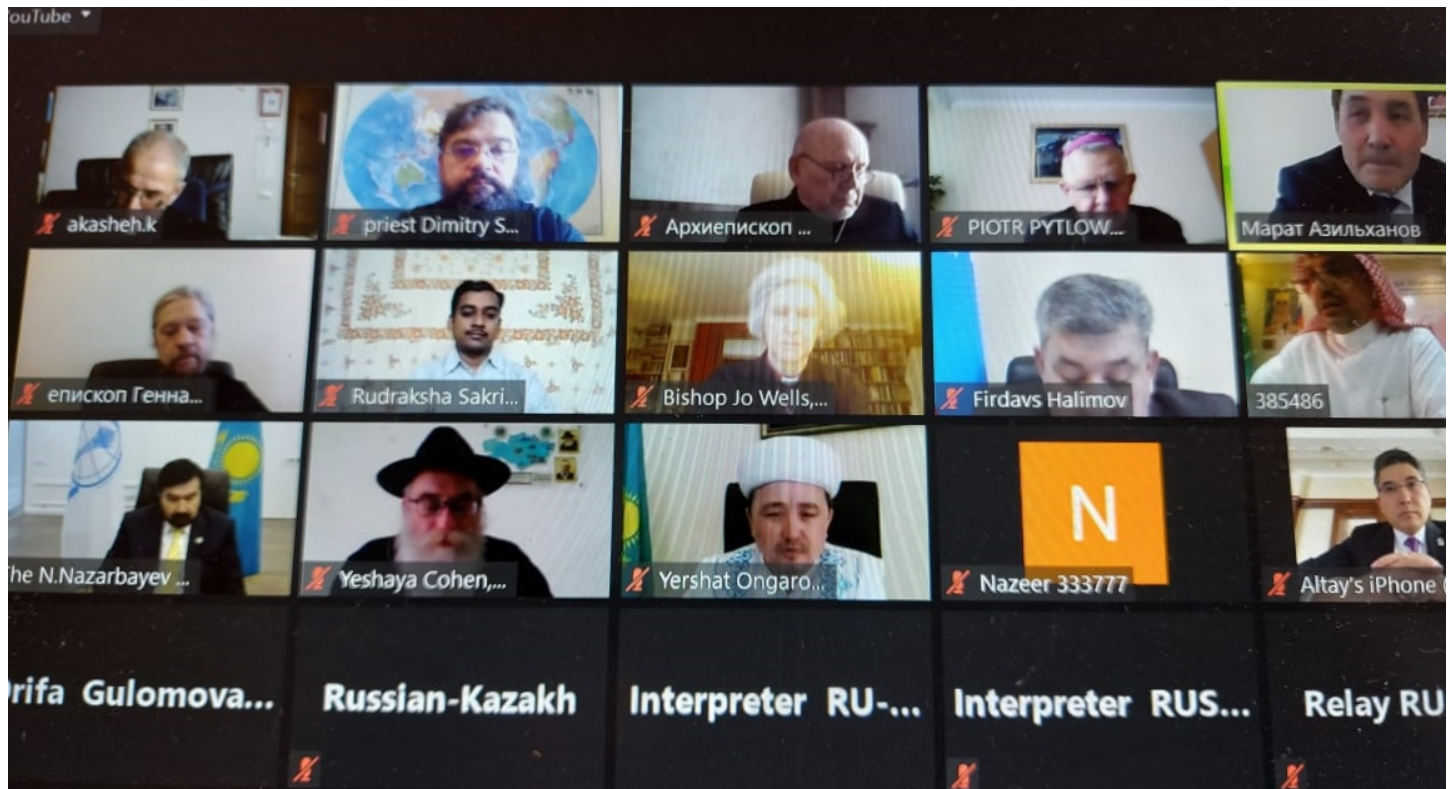 ouTube
akasheh.k
priest Dimitry S...
Архиепископ ...
PIOTR PYTLOW...
Марат Азильханов
епископ Генна...
Rudraksha Sakri...
Bishop Jo Wells,...
Firdavs Halimov
385486
The N.Nazarbayev ...
Yeshaya Cohen,...
Yershat Ongaro...
N
Nazeer 333777
Altay's iPhone (
rifa Gulomova...
Russian-Kazakh
Interpreter RU-...
Interpreter RUS...
Relay RU